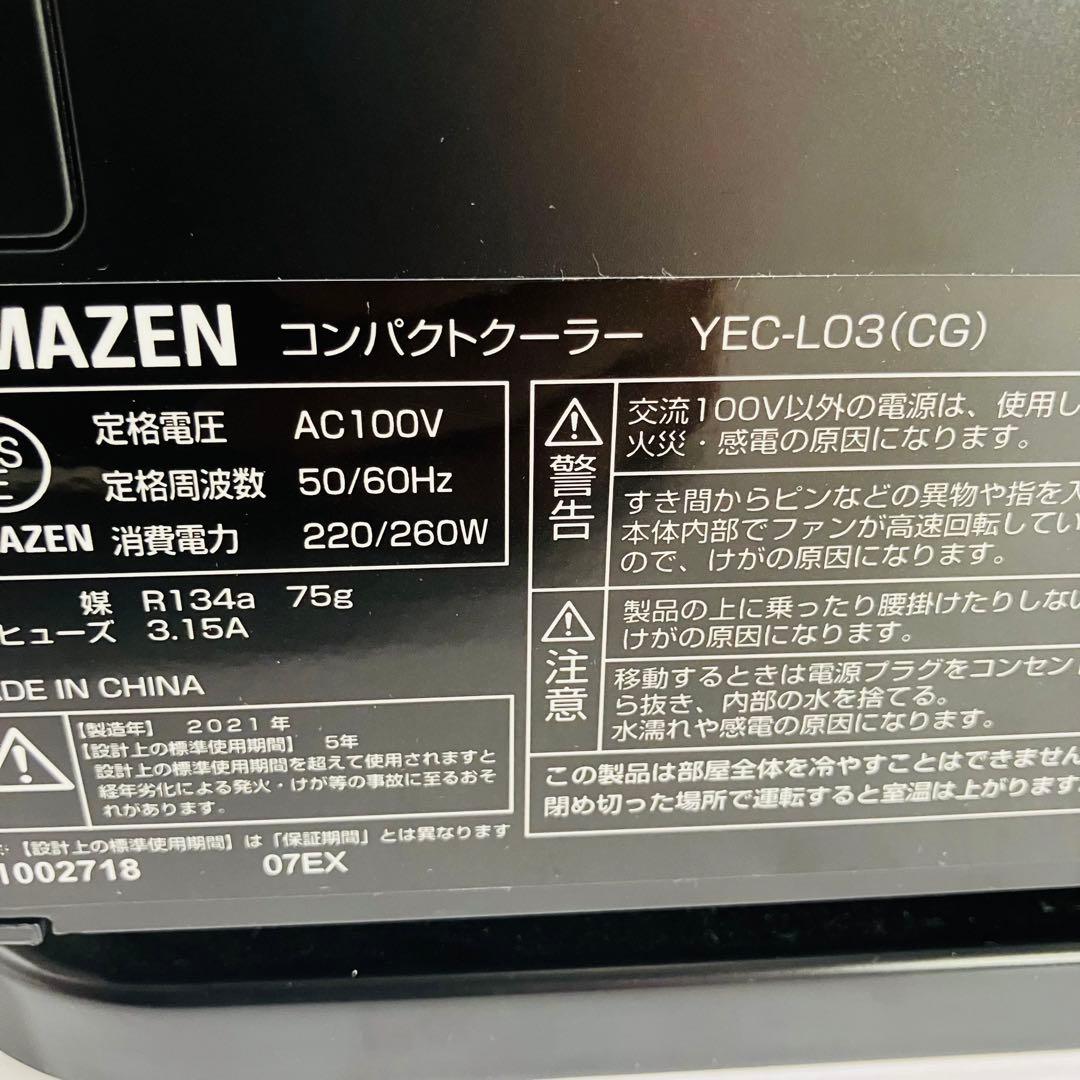 MAZEN コンパクトクーラー YEC-L03(CG)
定格電圧 AC100V
定格周波数 50/60Hz
AZEN 消費電力 220/260W
媒 R134a 75g
ヒューズ 3.15A
ADE IN CHINA
【製造年】 2021年
【設計上の標準使用期間】 5年
設計上の標準使用期間を超えて使用されますと
経年劣化による発火・けが等の事故に至るおそ
れがあります。
※【設計上の標準使用期間】は「保証期間」とは異なります
1002718 07EX
警告
交流100V以外の電源は、使用し
火災・感電の原因になります。
すき間からピンなどの異物や指を入
本体内部でファンが高速回転してい
ので、けがの原因になります。
注意
製品の上に乗ったり腰掛けたりしない
けがの原因になります。
移動するときは電源プラグをコンセント
ら抜き、内部の水を捨てる。
水濡れや感電の原因になります。
この製品は部屋全体を冷やすことはできません
閉め切った場所で運転すると室温は上がります